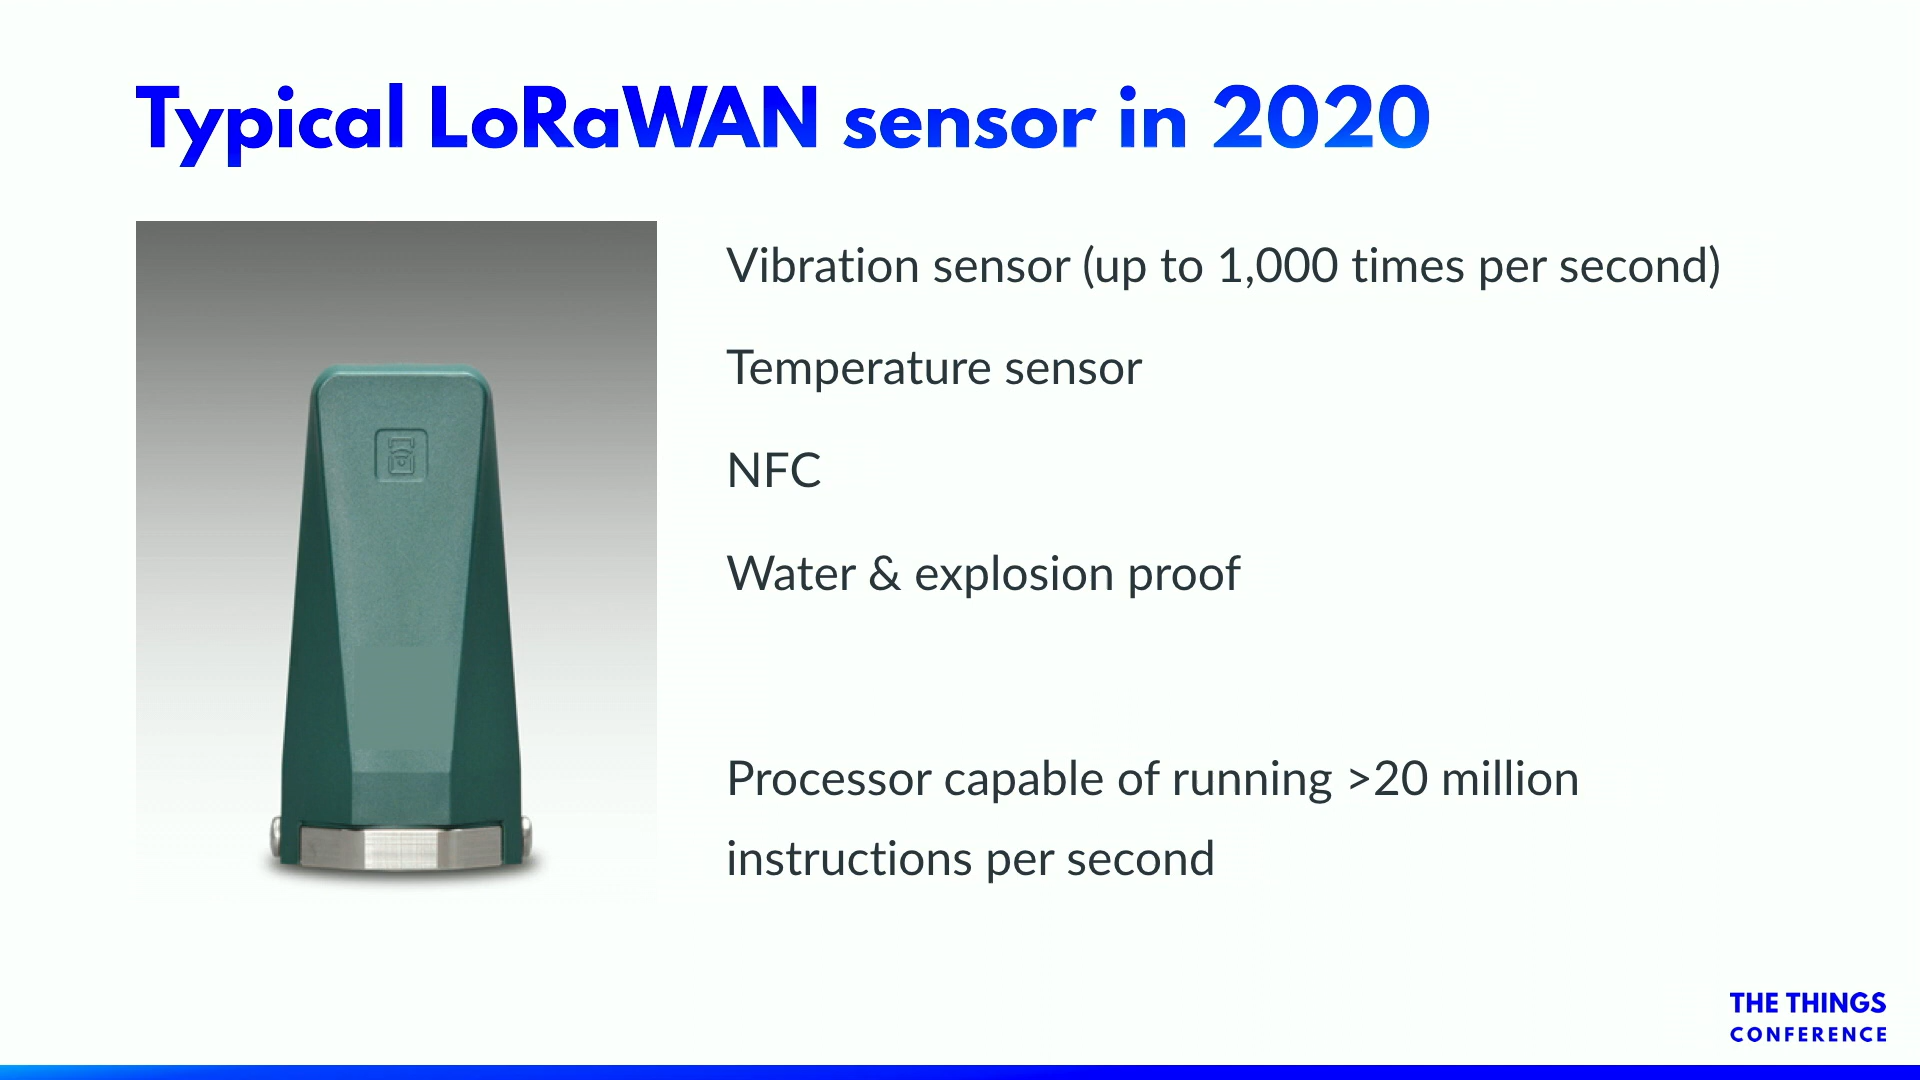 Typical LoRaWAN sensor in 2020
Vibration sensor (up to 1,000 times per second)
Temperature sensor
NFC
Water & explosion proof
Processor capable of running >20 million
instructions per second
THE THINGS
CONFERENCE